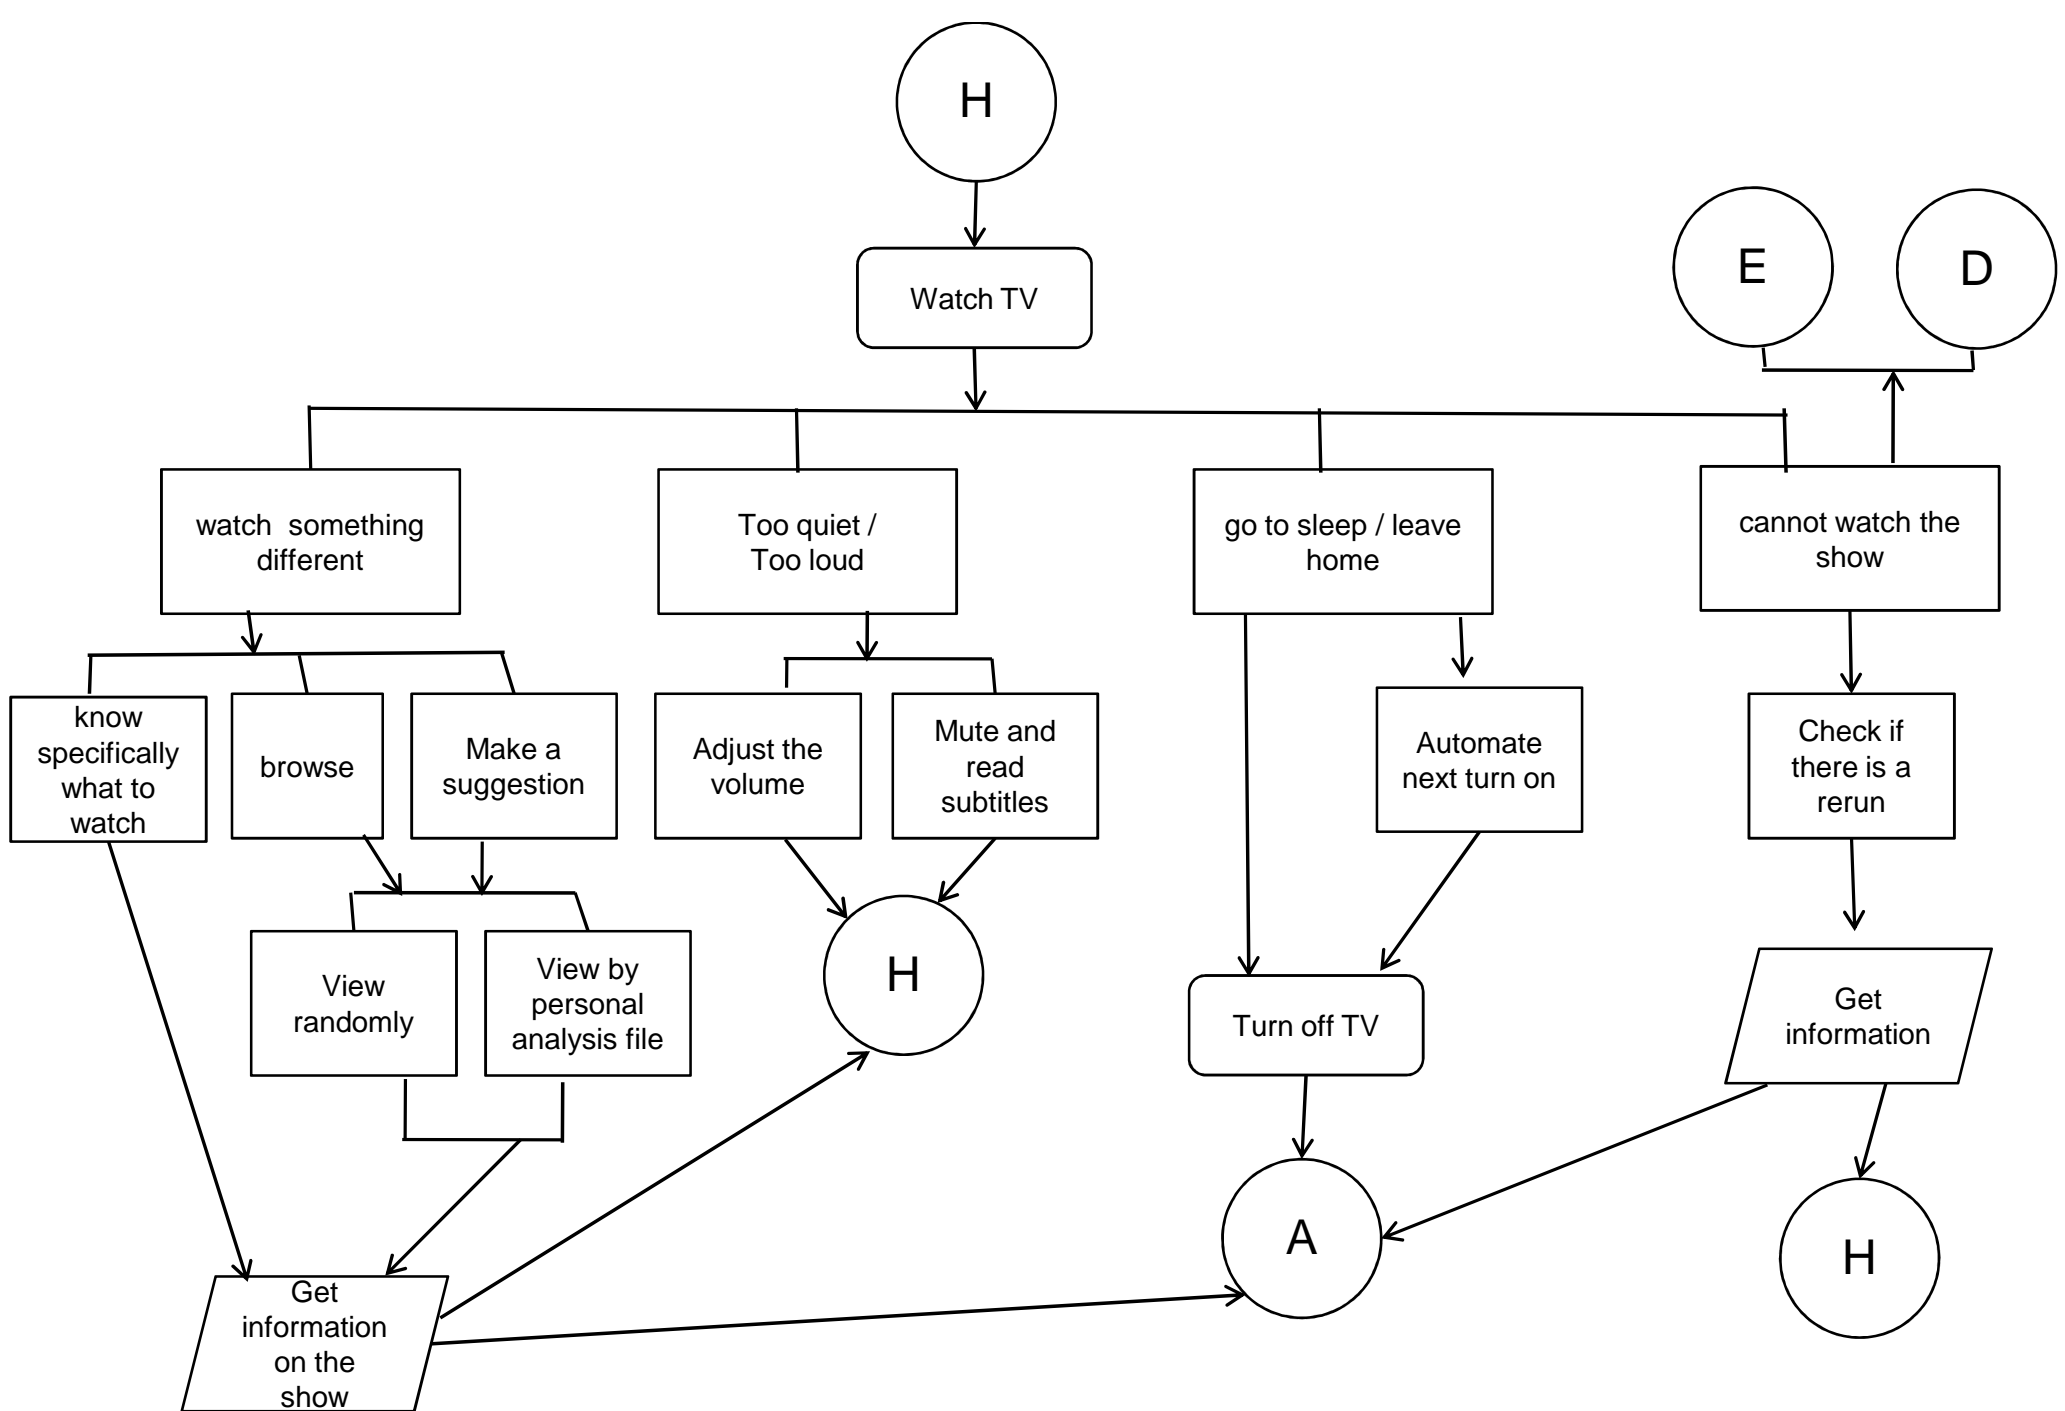 H
E
D
Watch TV
watch something
different
Too quiet /
Too loud
go to sleep / leave
home
cannot watch the
show
know
specifically
what to
watch
browse
Make a
suggestion
Adjust the
volume
Mute and
read
subtitles
Automate
next turn on
Check if
there is a
rerun
View
randomly
View by
personal
analysis file
H
Turn off TV
Get
information
A
H
Get
information
on the
show